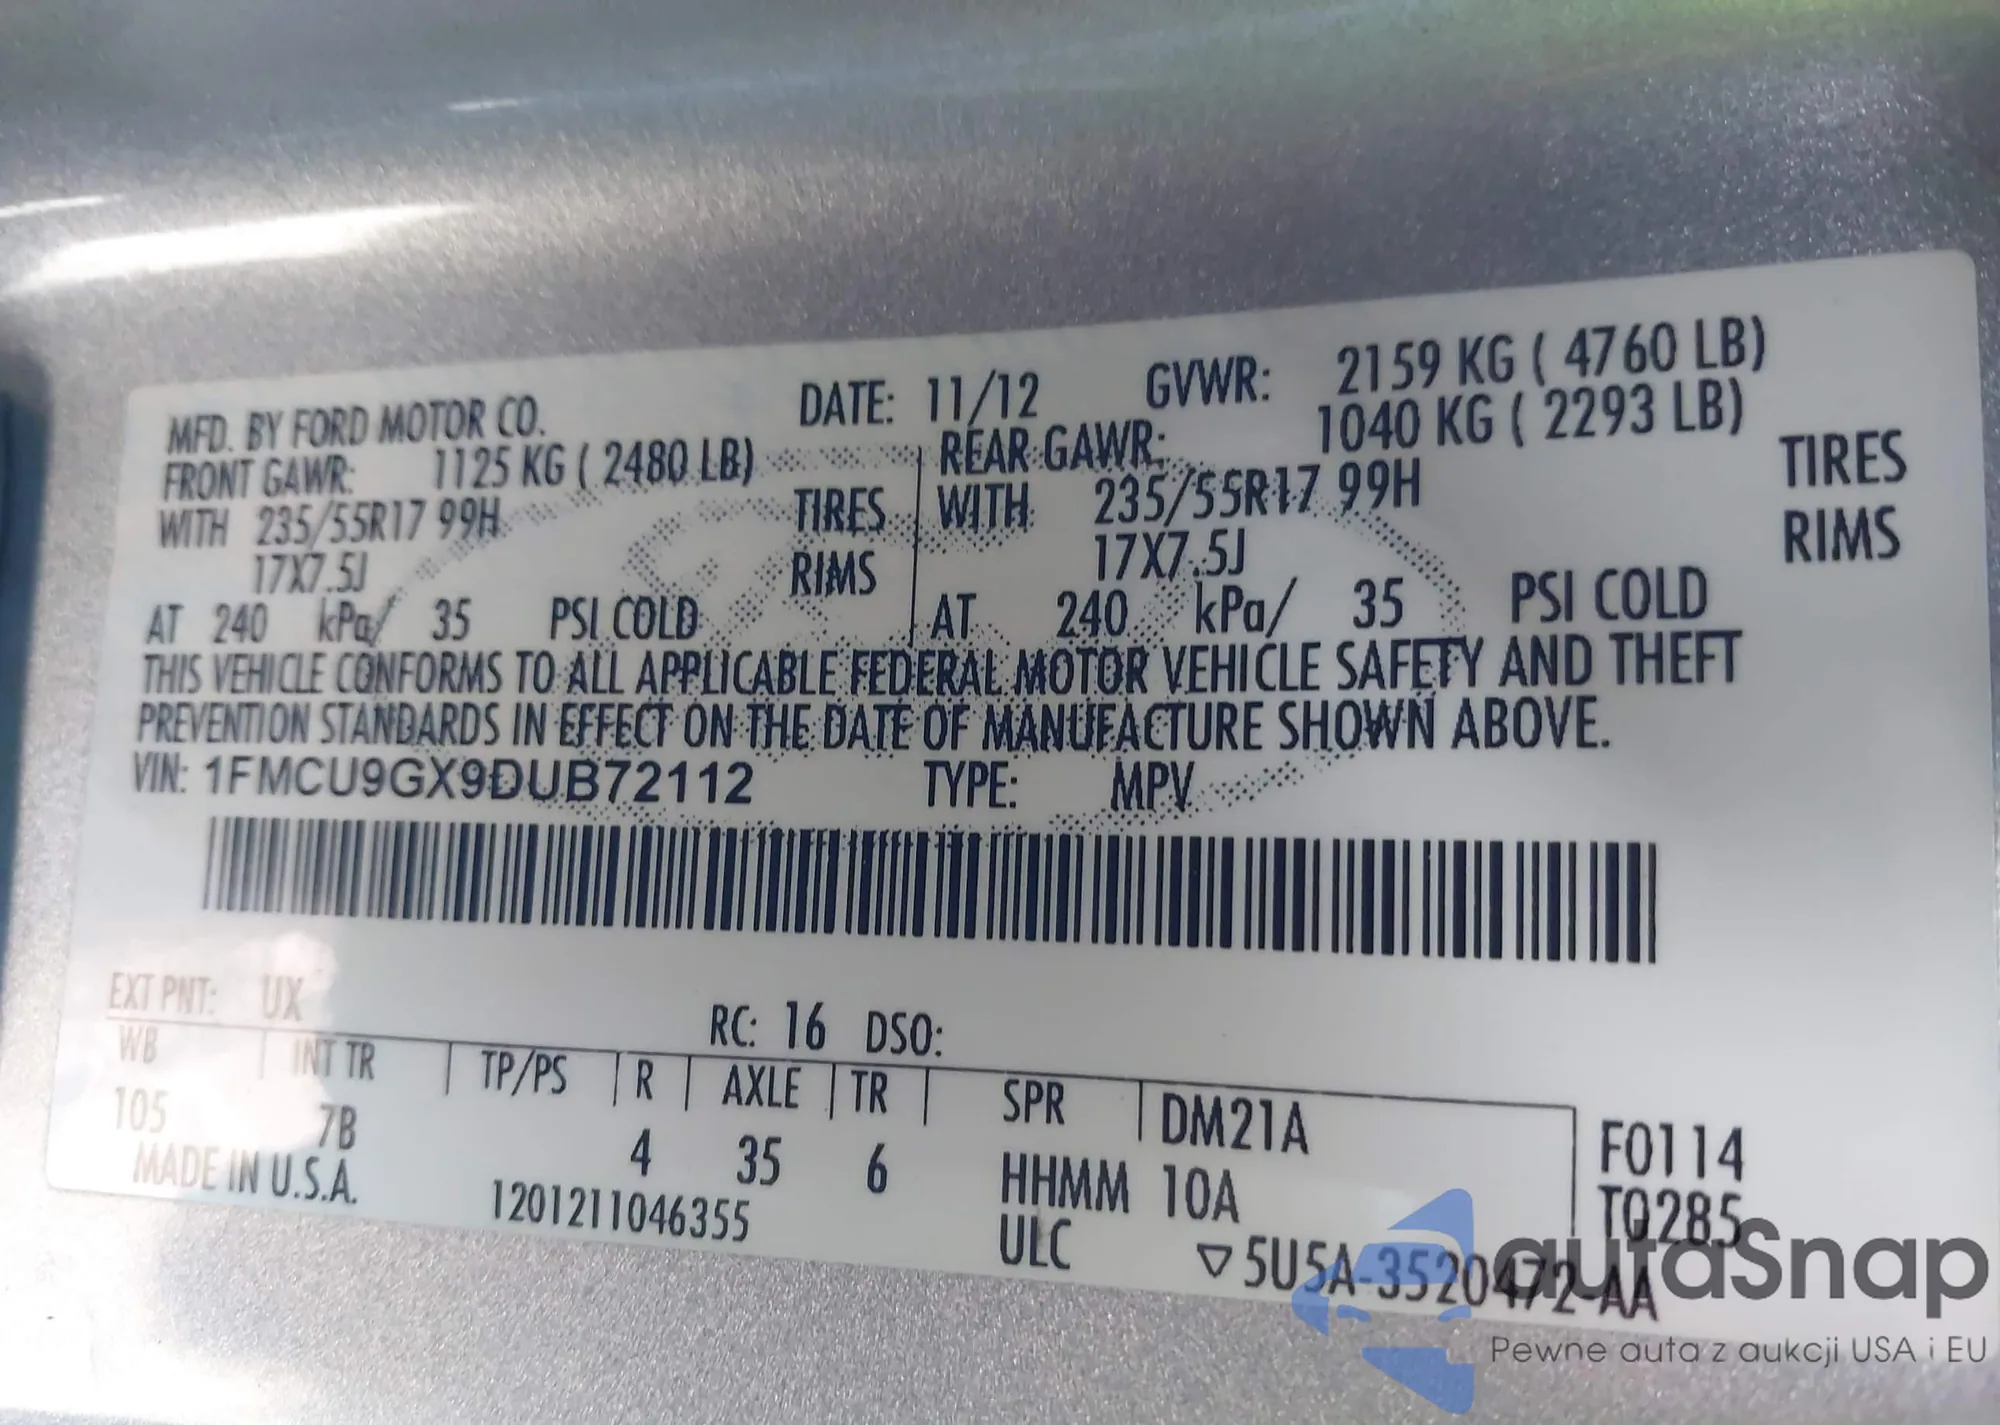 MFD. BY FORD MOTOR CO. DATE: 11/12 GVWR: 2159 KG ( 4760 LB)
FRONT GAWR: 1125 KG ( 2480 LB) REAR GAWR: 1040 KG ( 2293 LB)
WITH 235/55R17 99H TIRES WITH 235/55R17 99H TIRES
17X7.5J RIMS 17X7.5J RIMS
AT 240 kPa/ 35 PSI COLD AT 240 kPa/ 35 PSI COLD
THIS VEHICLE CONFORMS TO ALL APPLICABLE FEDERAL MOTOR VEHICLE SAFETY AND THEFT
PREVENTION STANDARDS IN EFFECT ON THE DATE OF MANUFACTURE SHOWN ABOVE.
VIN: 1FMCU9GX9DUB72112 TYPE: MPV
EXT PNT: UX RC: 16 DSO:
WB INT TR TP/PS R AXLE TR SPR DM21A F0114
105 7B 4 35 6 HHMM 10A T0285
MADE IN U.S.A. 1201211046355 ULC ▽5U5A-3520472-AA
autaSnap
Pewne auta z aukcji USA i EU